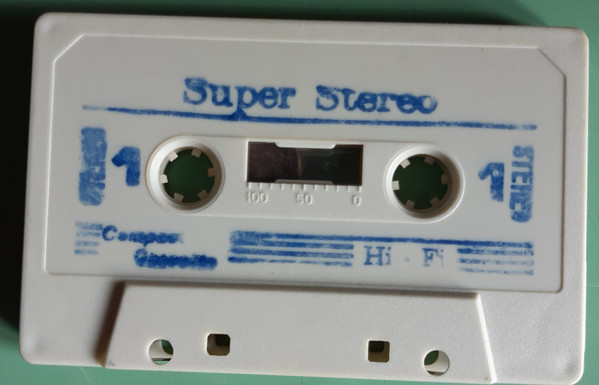 Super Stereo
1 1 STEREO
100 50 0
Compact
Cassette
Hi - Fi